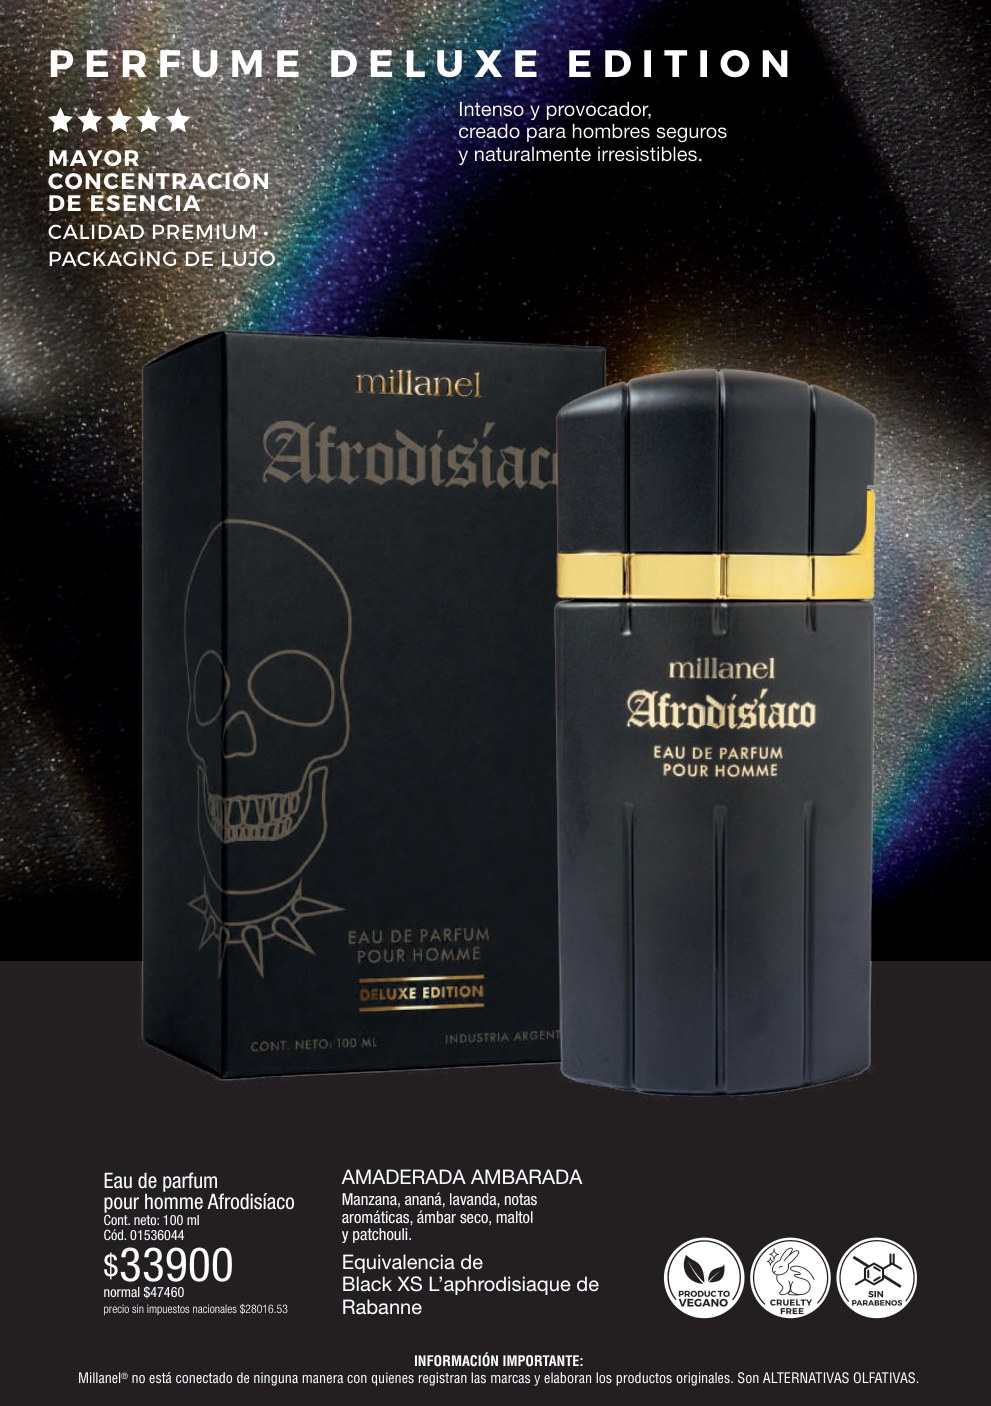 PERFUME DELUXE EDITION
MAYOR
CONCENTRACIÓN
DE ESENCIA
CALIDAD PREMIUM •
PACKAGING DE LUJO.
Intenso y provocador,
creado para hombres seguros
y naturalmente irresistibles.
millanel
Afrodisíaco
EAU DE PARFUM
POUR HOMME
DELUXE EDITION
CONT. NETO: 100 ML
INDUSTRIA ARGENT
millanel
Afrodisíaco
EAU DE PARFUM
POUR HOMME
Eau de parfum
pour homme Afrodisíaco
Cont. neto: 100 ml
Cód. 01536044
$33900
normal $47460
precio sin impuestos nacionales $28016.53
AMADERADA AMBARADA
Manzana, ananá, lavanda, notas
aromáticas, ámbar seco, maltol
y patchouli.
Equivalencia de
Black XS L'aphrodisiaque de
Rabanne
PRODUCTO
VEGANO
CRUELTY
FREE
SIN
PARABENOS
INFORMACIÓN IMPORTANTE:
Millanel® no está conectado de ninguna manera con quienes registran las marcas y elaboran los productos originales. Son ALTERNATIVAS OLFATIVAS.